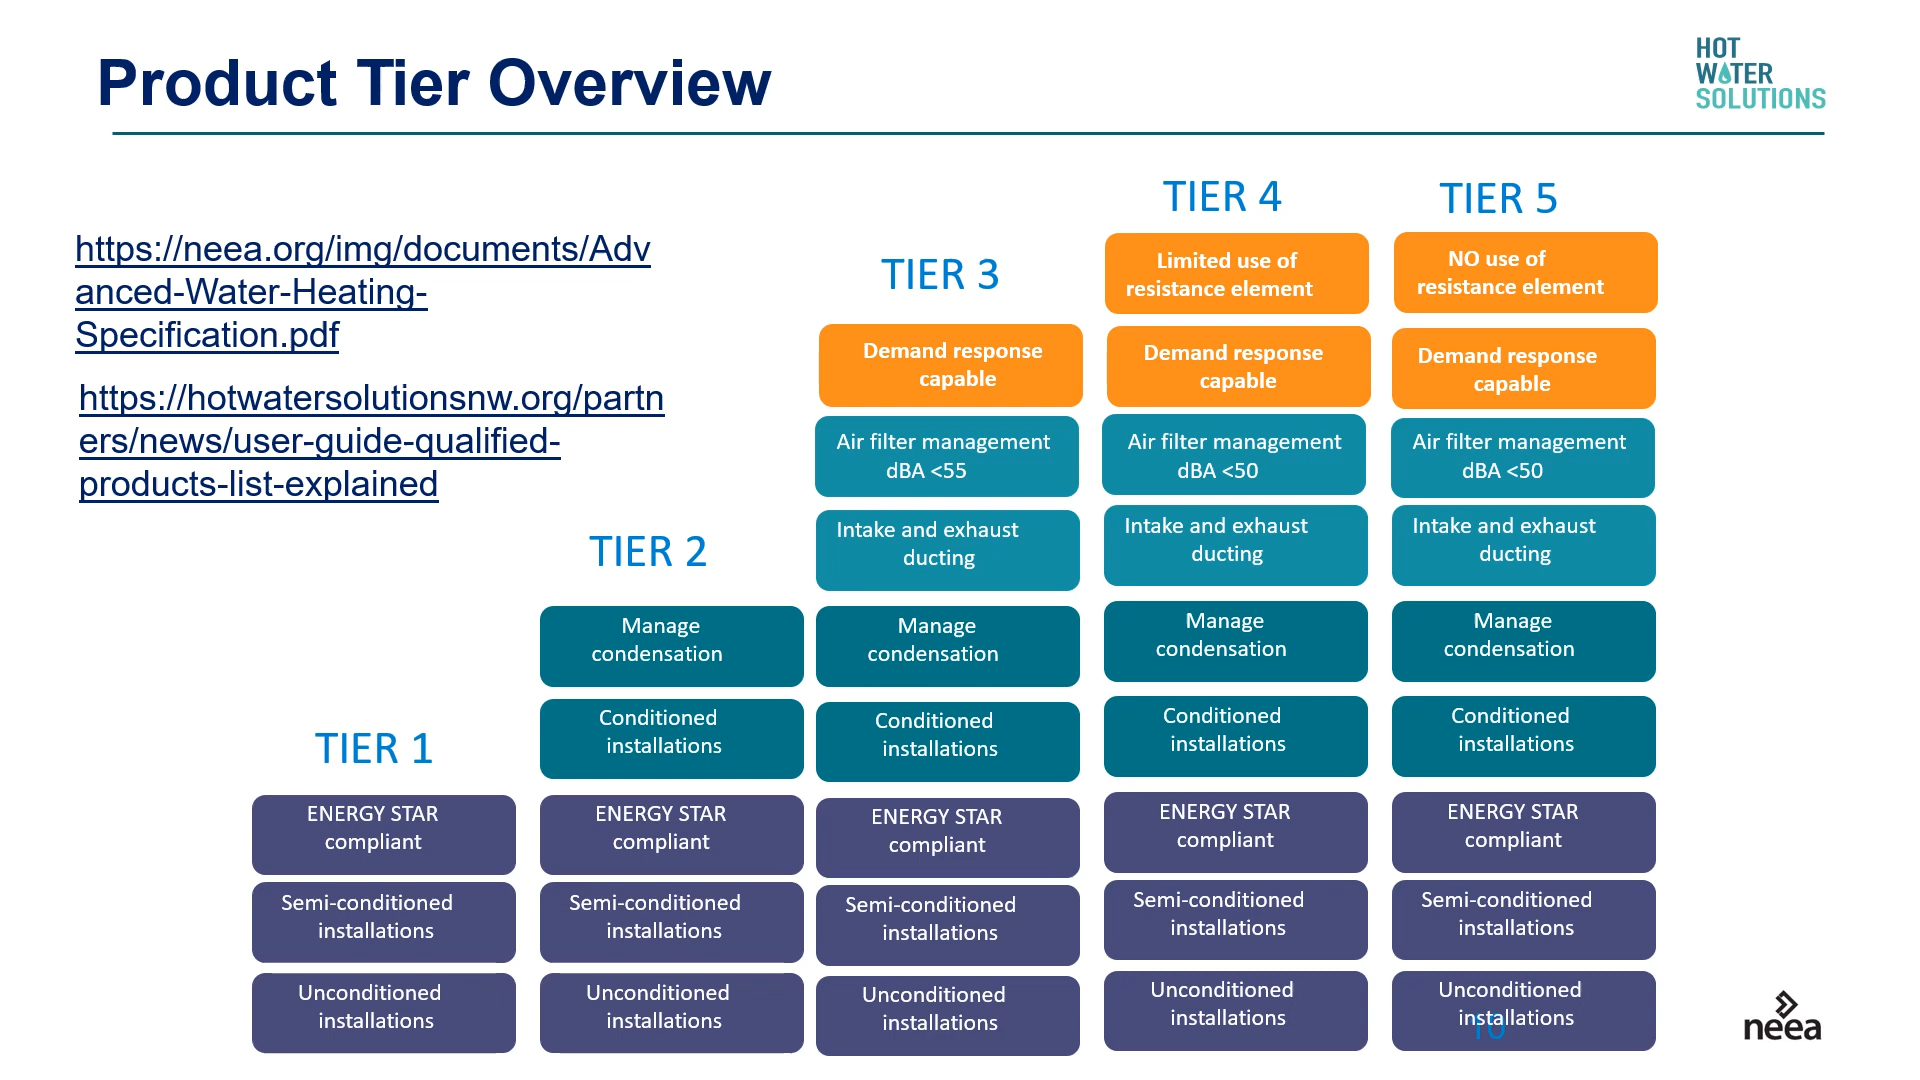 Product Tier Overview
HOT
WATER
SOLUTIONS
https://neea.org/img/documents/Adv
anced-Water-Heating-
Specification.pdf
https://hotwatersolutionsnw.org/partn
ers/news/user-guide-qualified-
products-list-explained
TIER 1
ENERGY STAR
compliant
Semi-conditioned
installations
Unconditioned
installations
TIER 2
Manage
condensation
Conditioned
installations
ENERGY STAR
compliant
Semi-conditioned
installations
Unconditioned
installations
TIER 3
Demand response
capable
Air filter management
dBA <55
Intake and exhaust
ducting
Manage
condensation
Conditioned
installations
ENERGY STAR
compliant
Semi-conditioned
installations
Unconditioned
installations
TIER 4
Limited use of
resistance element
Demand response
capable
Air filter management
dBA <50
Intake and exhaust
ducting
Manage
condensation
Conditioned
installations
ENERGY STAR
compliant
Semi-conditioned
installations
Unconditioned
installations
TIER 5
NO use of
resistance element
Demand response
capable
Air filter management
dBA <50
Intake and exhaust
ducting
Manage
condensation
Conditioned
installations
ENERGY STAR
compliant
Semi-conditioned
installations
Unconditioned
installations
10
neea